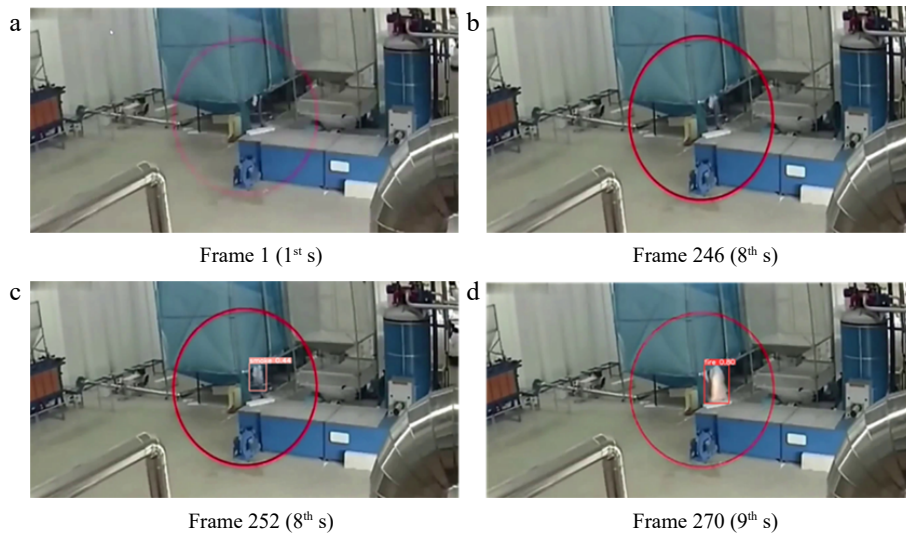 a
b
Frame 1 (1st s)
Frame 246 (8th s)
c
d
smoke 0.44
fire 0.80
Frame 252 (8th s)
Frame 270 (9th s)